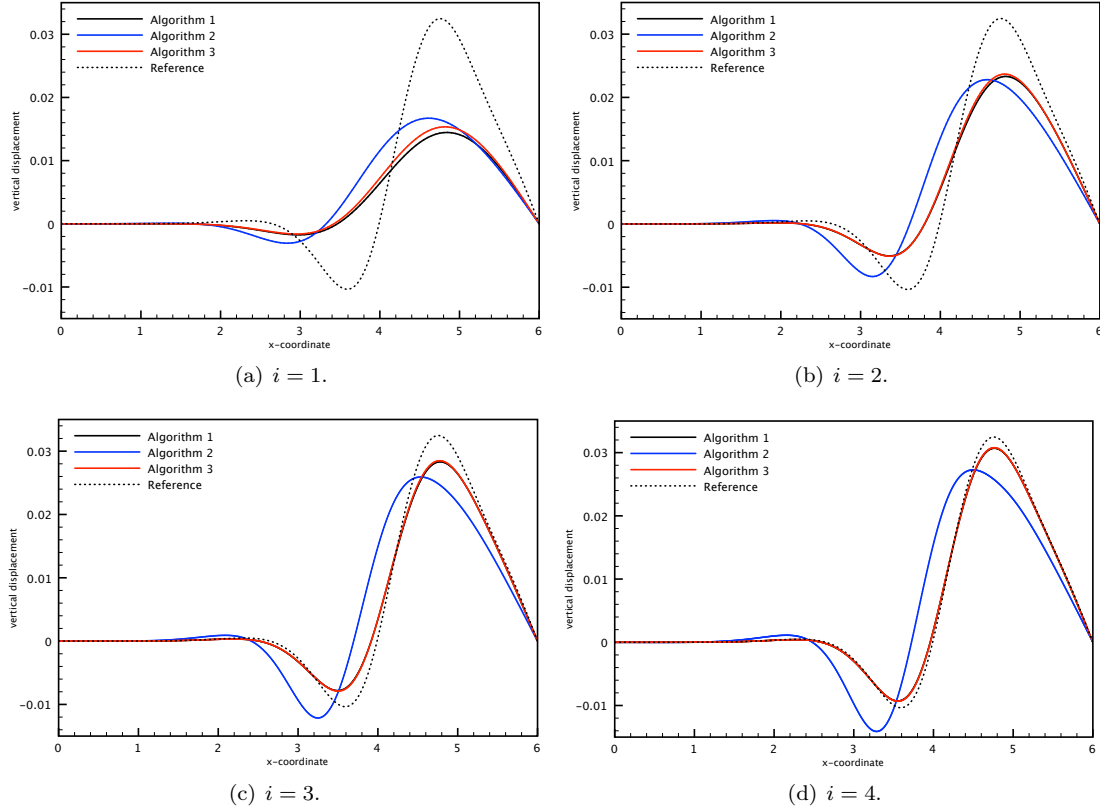 Algorithm 1
Algorithm 2
Algorithm 3
Reference
vertical displacement
0.03
0.02
0.01
0
−0.01
0 1 2 3 4 5 6
x-coordinate
(a) i = 1.
Algorithm 1
Algorithm 2
Algorithm 3
Reference
vertical displacement
0.03
0.02
0.01
0
−0.01
0 1 2 3 4 5 6
x-coordinate
(b) i = 2.
Algorithm 1
Algorithm 2
Algorithm 3
Reference
vertical displacement
0.03
0.02
0.01
0
−0.01
0 1 2 3 4 5 6
x-coordinate
(c) i = 3.
Algorithm 1
Algorithm 2
Algorithm 3
Reference
vertical displacement
0.03
0.02
0.01
0
−0.01
0 1 2 3 4 5 6
x-coordinate
(d) i = 4.